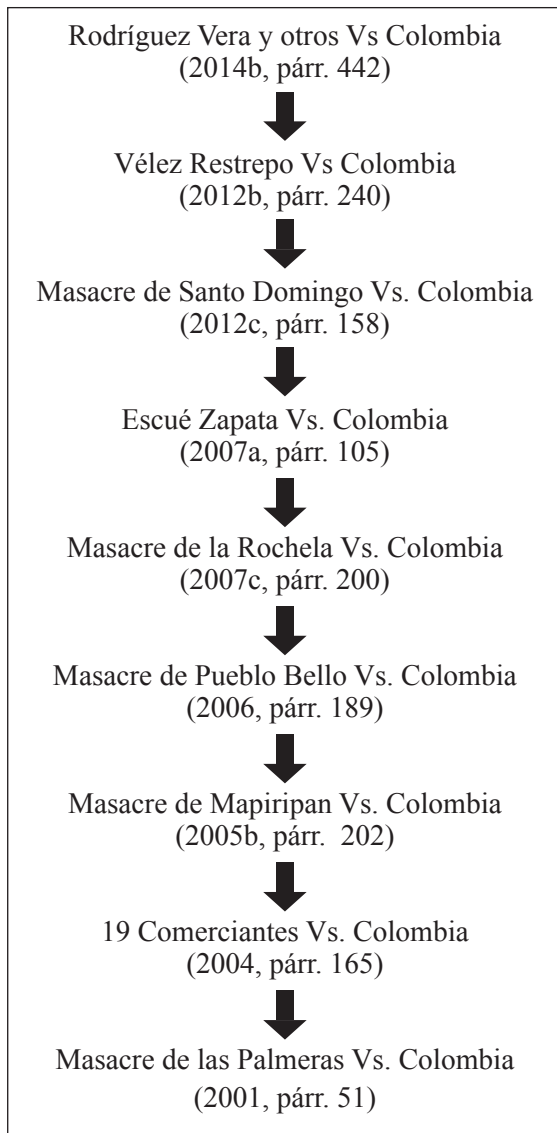 Rodríguez Vera y otros Vs Colombia
(2014b, párr. 442)
Vélez Restrepo Vs Colombia
(2012b, párr. 240)
Masacre de Santo Domingo Vs. Colombia
(2012c, párr. 158)
Escué Zapata Vs. Colombia
(2007a, párr. 105)
Masacre de la Rochela Vs. Colombia
(2007c, párr. 200)
Masacre de Pueblo Bello Vs. Colombia
(2006, párr. 189)
Masacre de Mapiripan Vs. Colombia
(2005b, párr. 202)
19 Comerciantes Vs. Colombia
(2004, párr. 165)
Masacre de las Palmeras Vs. Colombia
(2001, párr. 51)